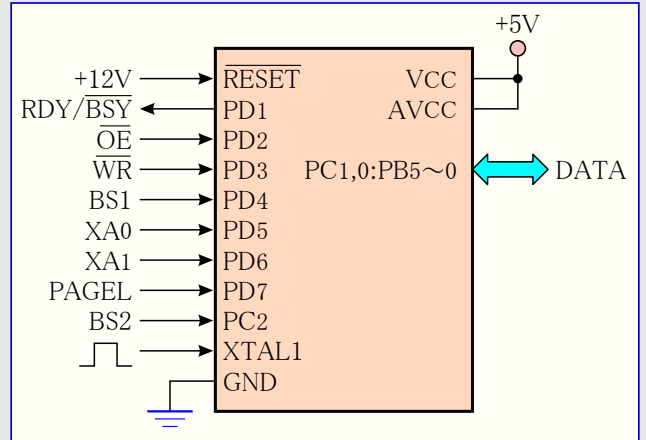 +5V
+12V RESET VCC
RDY/BSY PD1 AVCC
OE PD2
WR PD3 PC1,0:PB5～0 DATA
BS1 PD4
XA0 PD5
XA1 PD6
PAGEL PD7
BS2 PC2
XTAL1
GND